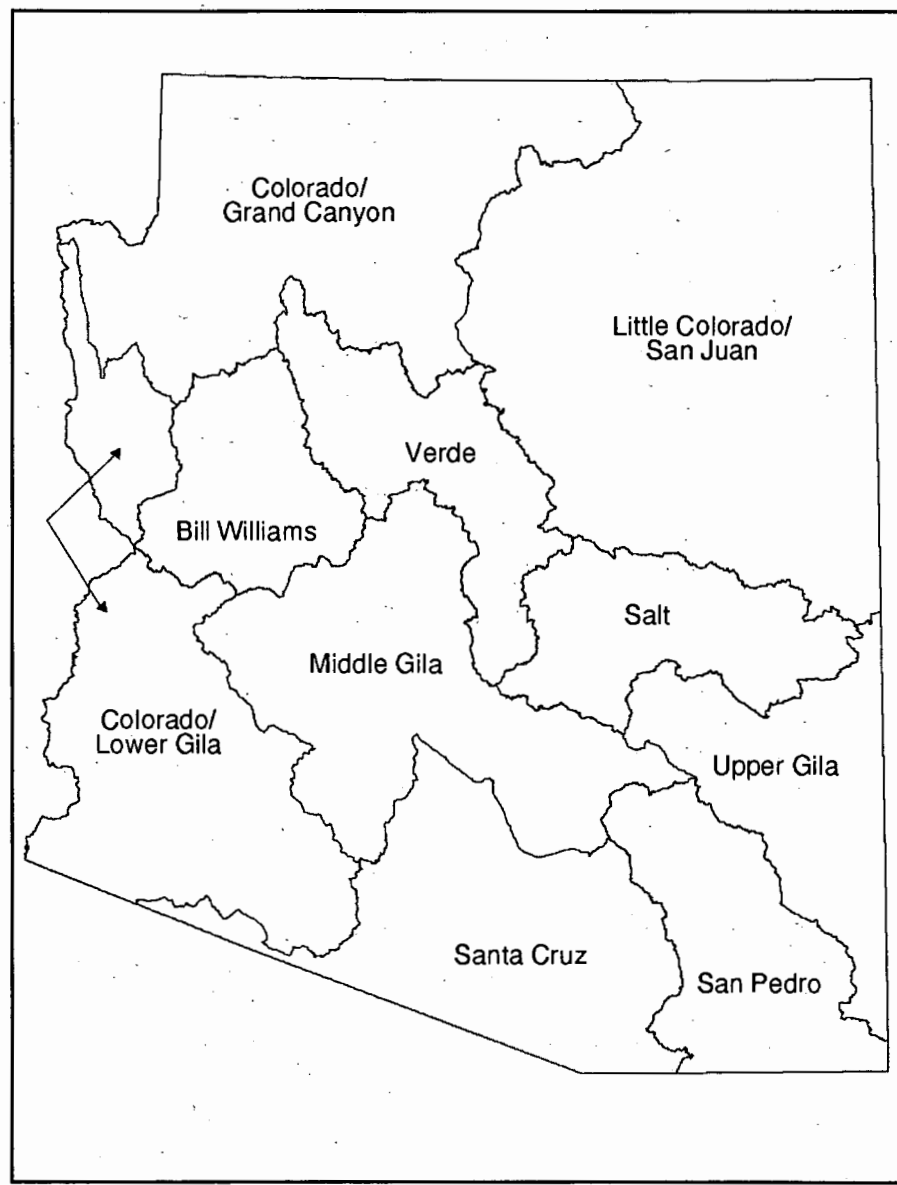 Colorado/
Grand Canyon
Little Colorado/
San Juan
Verde
Bill Williams
Salt
Middle Gila
Colorado/
Lower Gila
Upper Gila
Santa Cruz
San Pedro